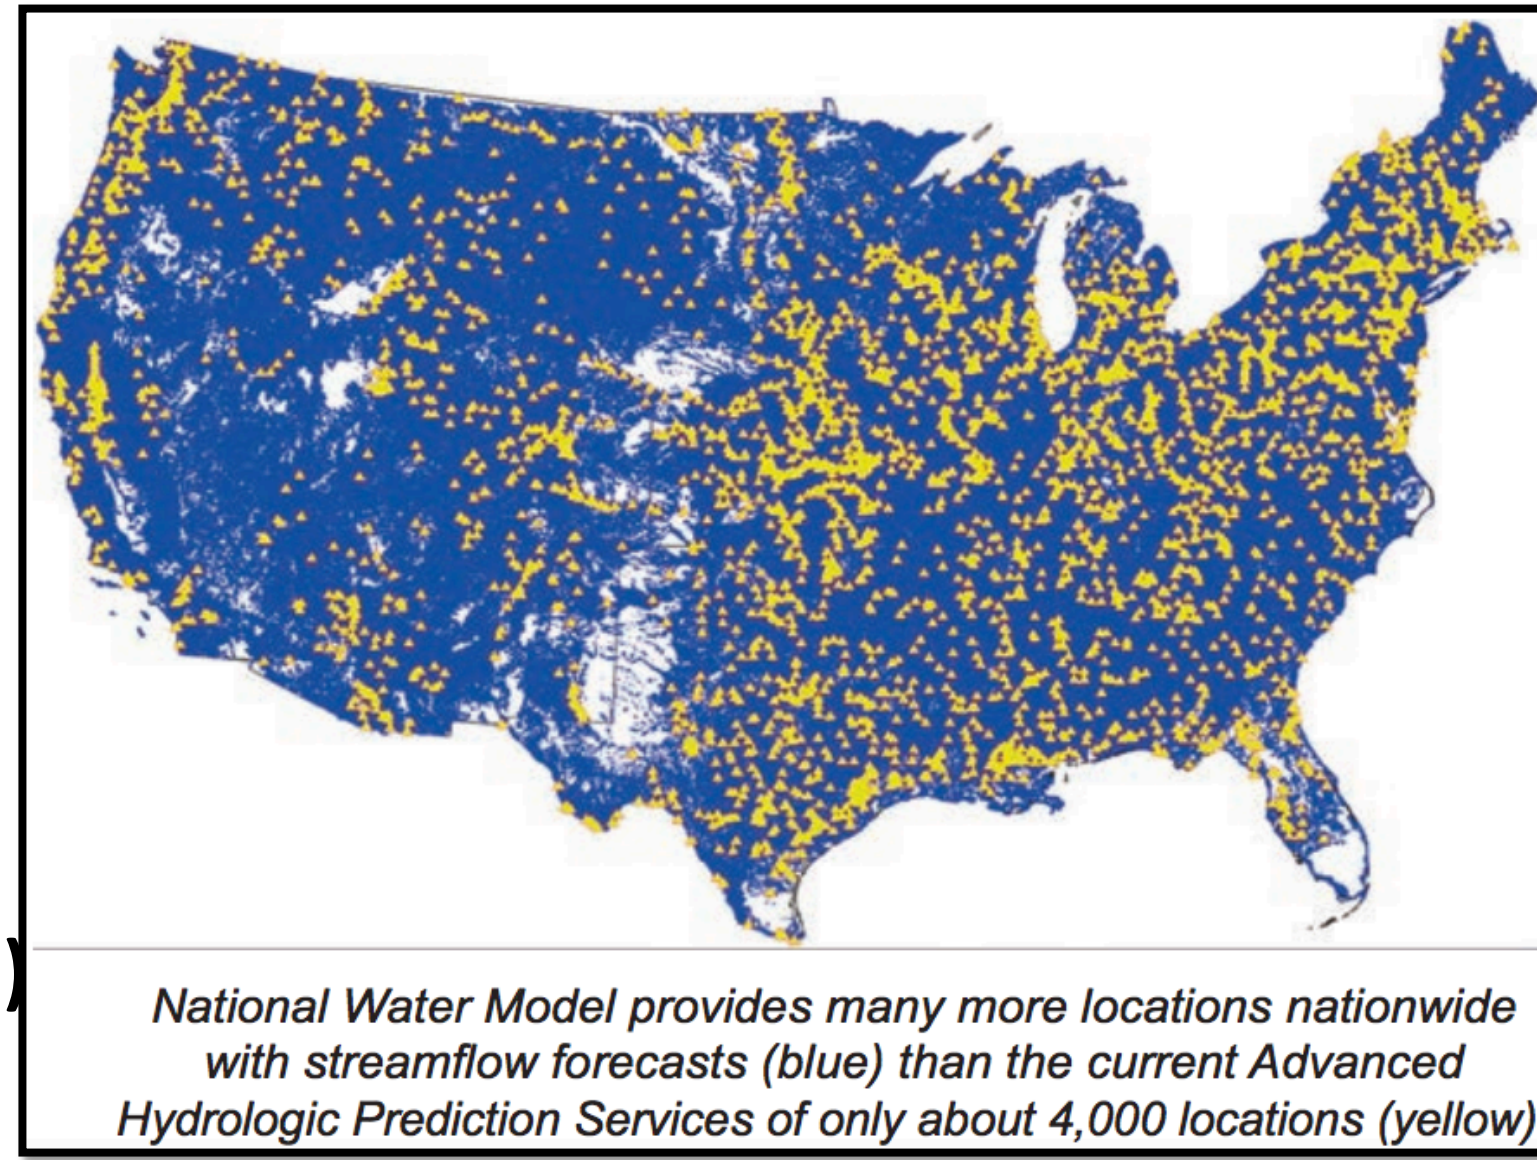 )
National Water Model provides many more locations nationwide
with streamflow forecasts (blue) than the current Advanced
Hydrologic Prediction Services of only about 4,000 locations (yellow)